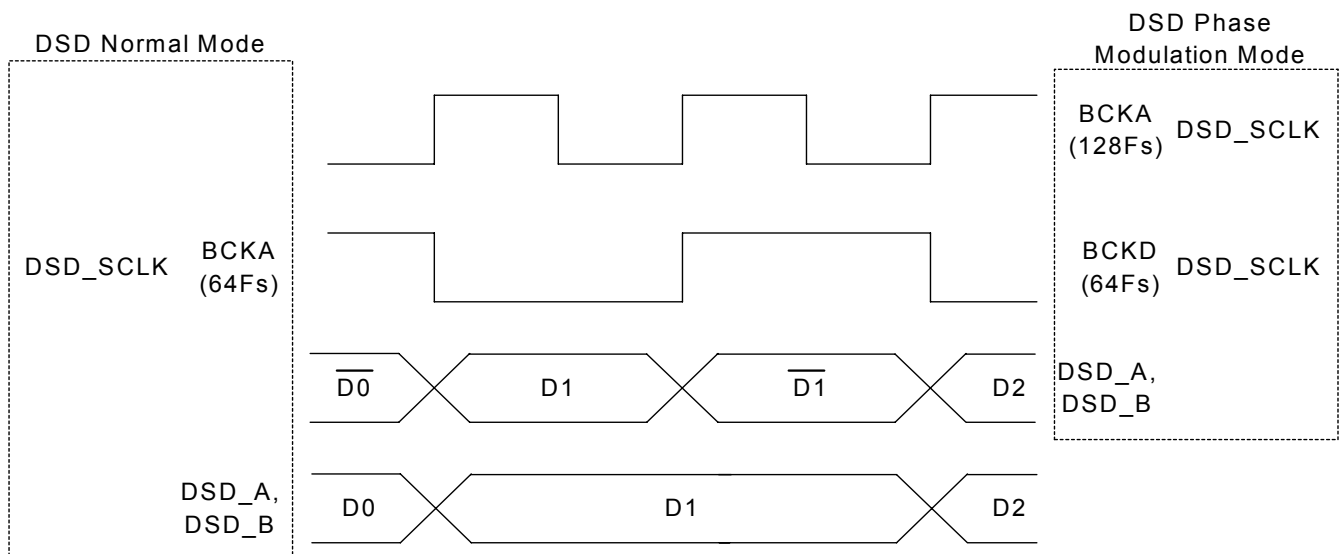 DSD Normal Mode
DSD Phase
Modulation Mode
BCKA
(128Fs)
DSD_SCLK
DSD_SCLK
BCKA
(64Fs)
BCKD
(64Fs)
DSD_SCLK
D0
D1
D1
D2
DSD_A,
DSD_B
DSD_A,
DSD_B
D0
D1
D2